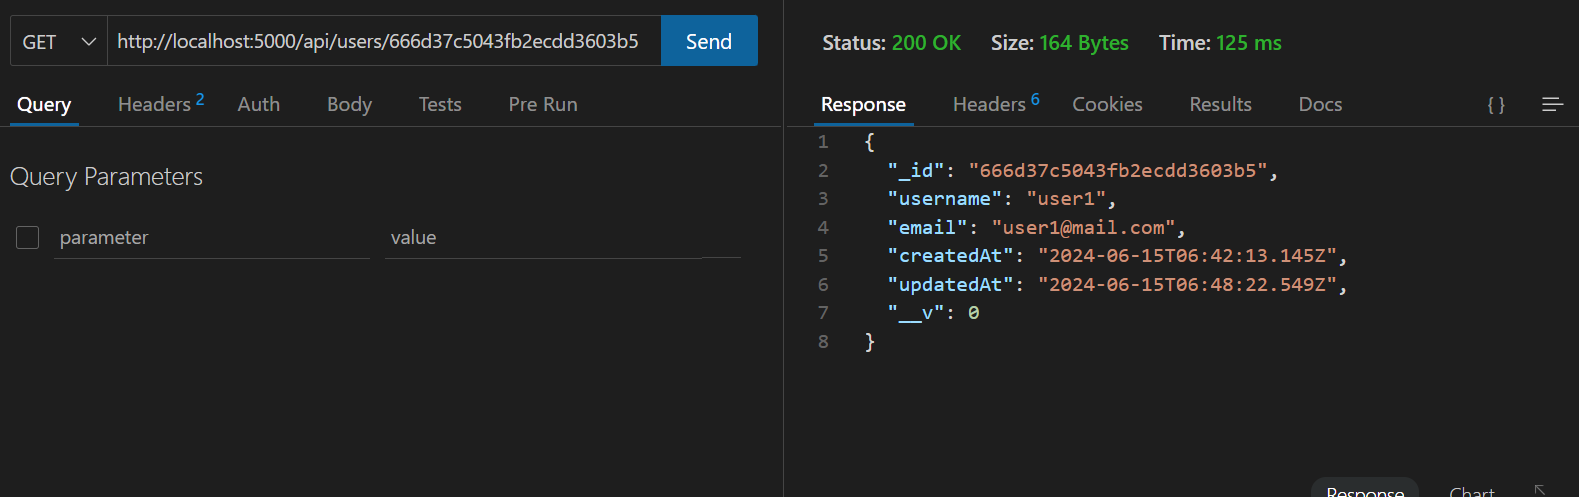 GET http://localhost:5000/api/users/666d37c5043fb2ecdd3603b5 Send
Query Headers 2 Auth Body Tests Pre Run
Query Parameters
parameter value
Status: 200 OK Size: 164 Bytes Time: 125 ms
Response Headers 6 Cookies Results Docs { }
1 {
2 "_id": "666d37c5043fb2ecdd3603b5",
3 "username": "user1",
4 "email": "user1@mail.com",
5 "createdAt": "2024-06-15T06:42:13.145Z",
6 "updatedAt": "2024-06-15T06:48:22.549Z",
7 "__v": 0
8 }
Response Chart